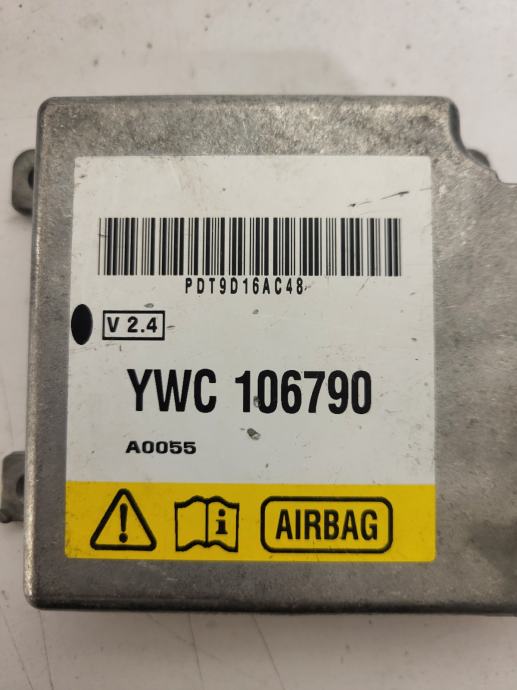 PDT9D16AC48
V 2.4
YWC 106790
A0055
i AIRBAG